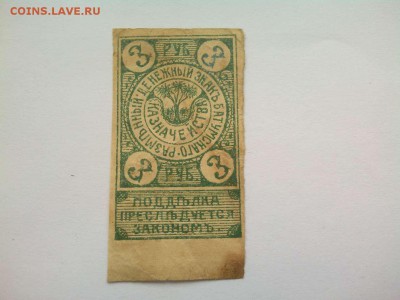 COINS.LAVE.RU
3 РУБ 3
РАЗМѢННЫЙ ДЕНЕЖНЫЙ ЗНАКЪ БАТУМСКАГО
КАЗНАЧЕЙСТВА
3 РУБ 3
ПОДДѢЛКА
ПРЕСЛѢДУЕТСЯ
ЗАКОНОМЪ.